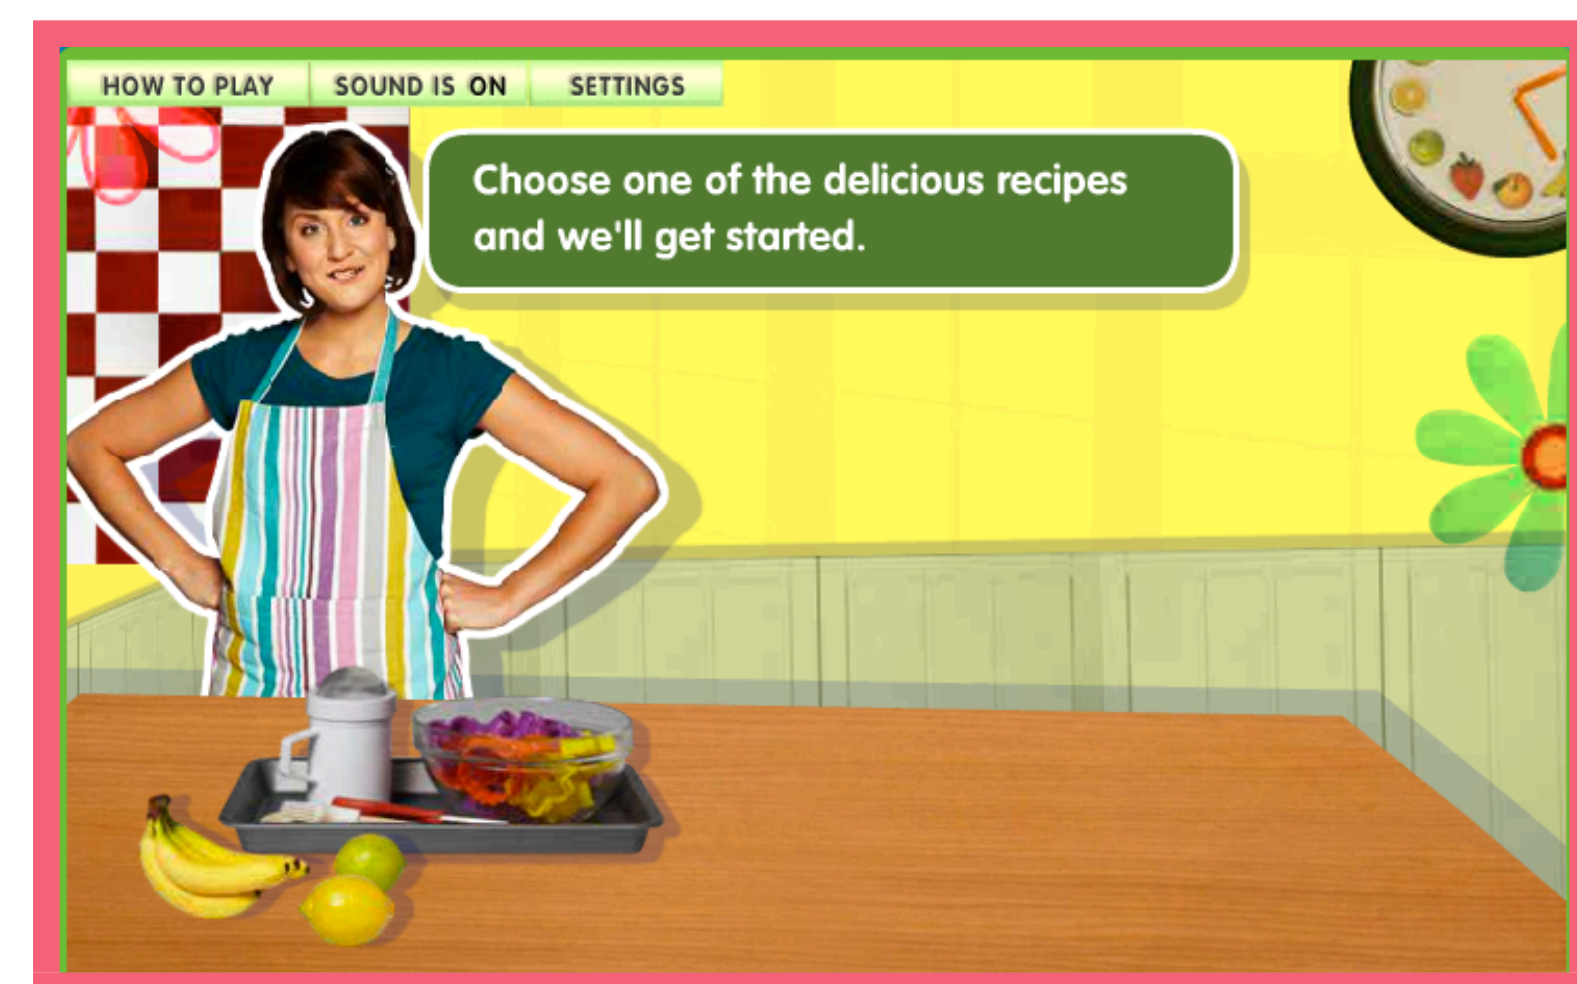 HOW TO PLAY
SOUND IS ON
SETTINGS
Choose one of the delicious recipes
and we'll get started.